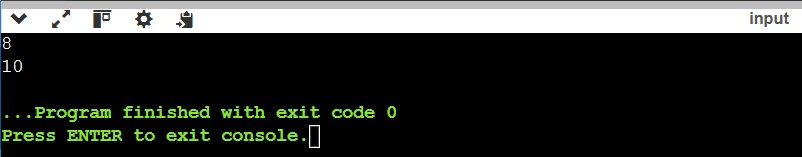 input
8
10
...Program finished with exit code 0
Press ENTER to exit console.